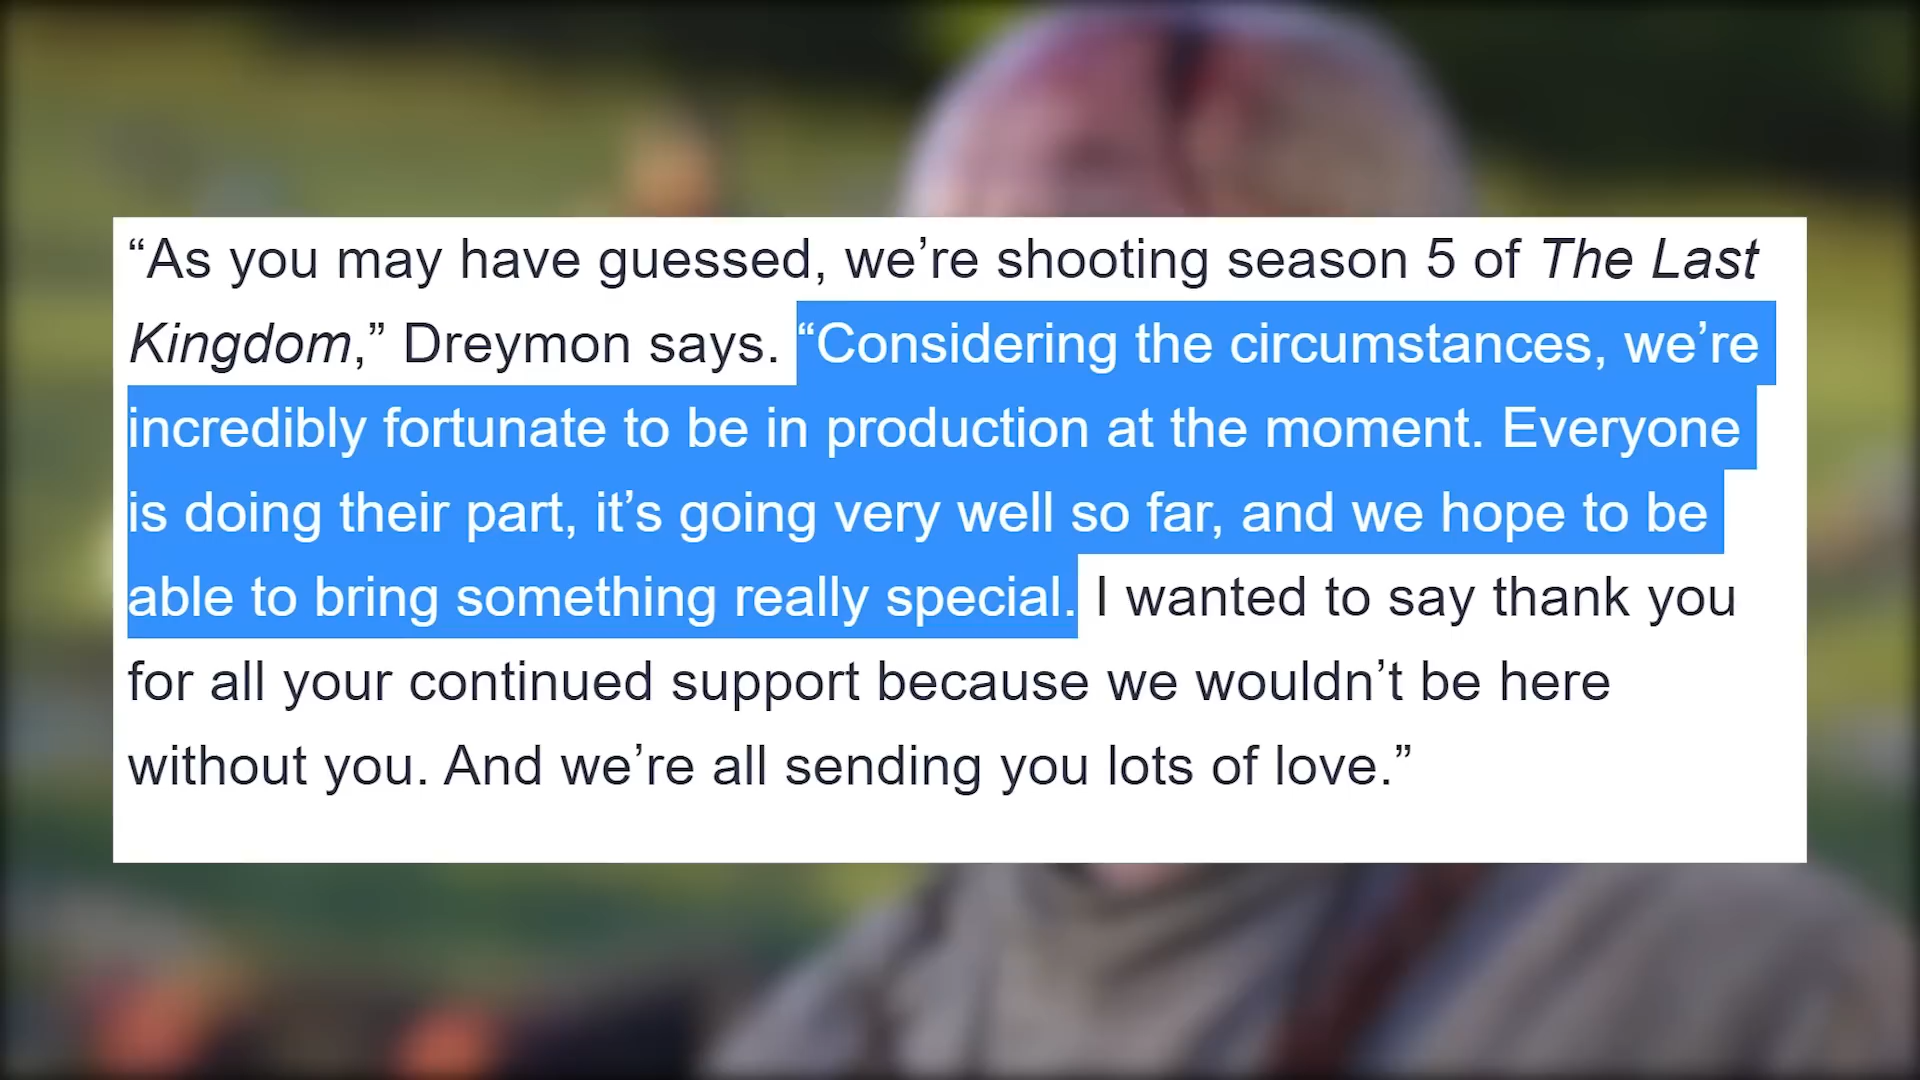 “As you may have guessed, we’re shooting season 5 of The Last
Kingdom,” Dreymon says. “Considering the circumstances, we’re
incredibly fortunate to be in production at the moment. Everyone
is doing their part, it’s going very well so far, and we hope to be
able to bring something really special. I wanted to say thank you
for all your continued support because we wouldn’t be here
without you. And we’re all sending you lots of love.”